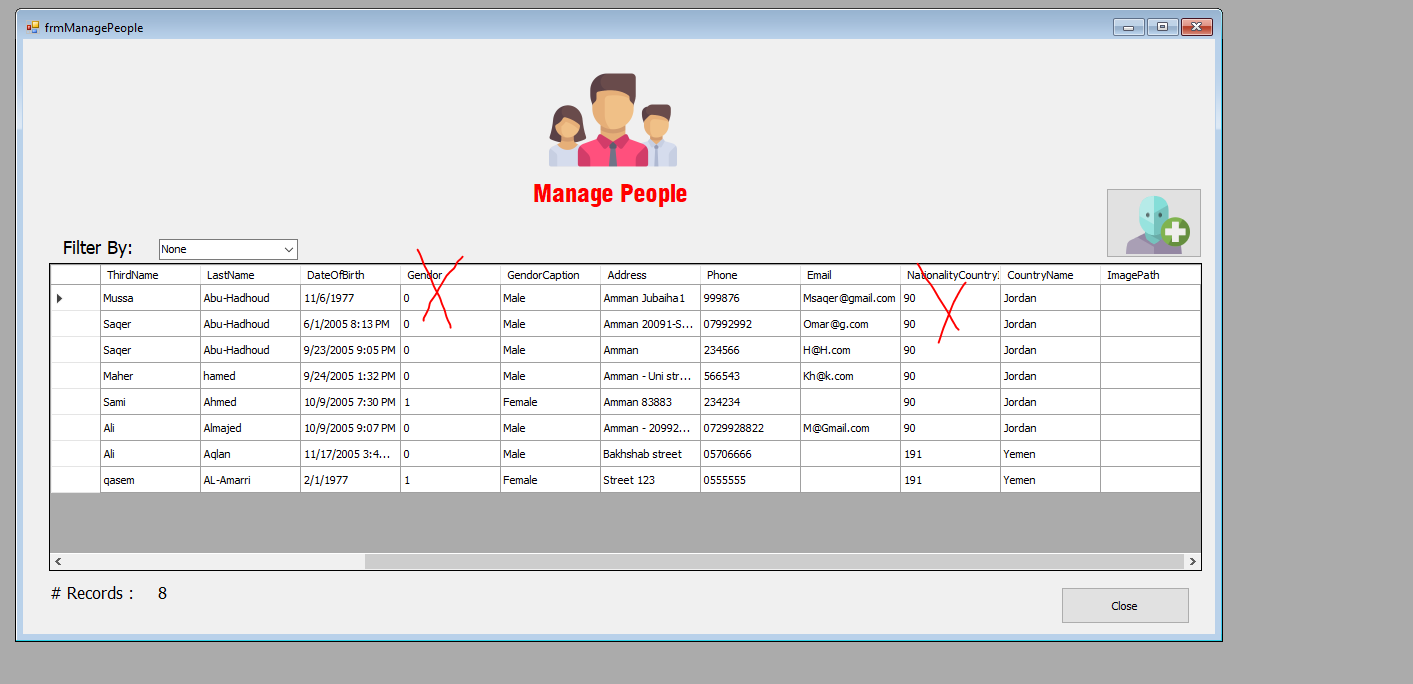 frmManagePeople
Manage People
Filter By: None
ThirdName LastName DateOfBirth Gendor GendorCaption Address Phone Email NationalityCountryI CountryName ImagePath
Mussa Abu-Hadhoud 11/6/1977 0 Male Amman Jubaiha1 999876 Msaqer@gmail.com 90 Jordan
Saqer Abu-Hadhoud 6/1/2005 8:13 PM 0 Male Amman 20091-S... 07992992 Omar@g.com 90 Jordan
Saqer Abu-Hadhoud 9/23/2005 9:05 PM 0 Male Amman 234566 H@H.com 90 Jordan
Maher hamed 9/24/2005 1:32 PM 0 Male Amman - Uni str... 566543 Kh@k.com 90 Jordan
Sami Ahmed 10/9/2005 7:30 PM 1 Female Amman 83883 234234 90 Jordan
Ali Almajed 10/9/2005 9:07 PM 0 Male Amman - 20992... 0729928822 M@Gmail.com 90 Jordan
Ali Aqlan 11/17/2005 3:4... 0 Male Bakhshab street 05706666 191 Yemen
qasem AL-Amarri 2/1/1977 1 Female Street 123 0555555 191 Yemen
# Records : 8
Close